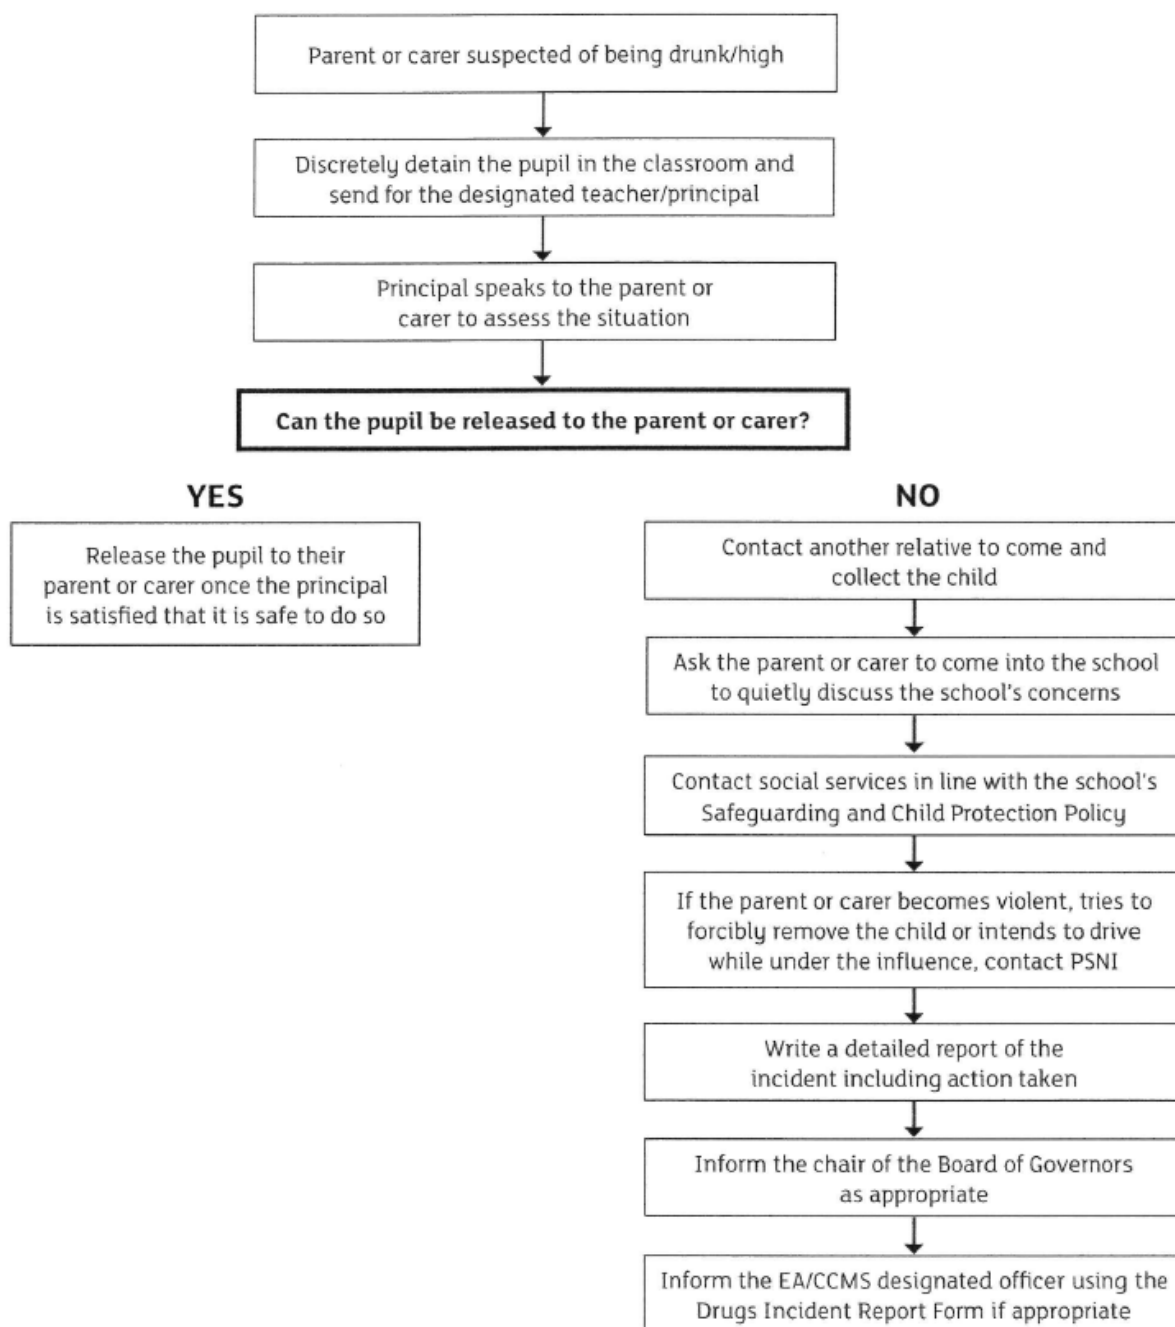 Parent or carer suspected of being drunk/high
Discretely detain the pupil in the classroom and
send for the designated teacher/principal
Principal speaks to the parent or
carer to assess the situation
Can the pupil be released to the parent or carer?
YES
Release the pupil to their
parent or carer once the principal
is satisfied that it is safe to do so
NO
Contact another relative to come and
collect the child
Ask the parent or carer to come into the school
to quietly discuss the school's concerns
Contact social services in line with the school's
Safeguarding and Child Protection Policy
If the parent or carer becomes violent, tries to
forcibly remove the child or intends to drive
while under the influence, contact PSNI
Write a detailed report of the
incident including action taken
Inform the chair of the Board of Governors
as appropriate
Inform the EA/CCMS designated officer using the
Drugs Incident Report Form if appropriate